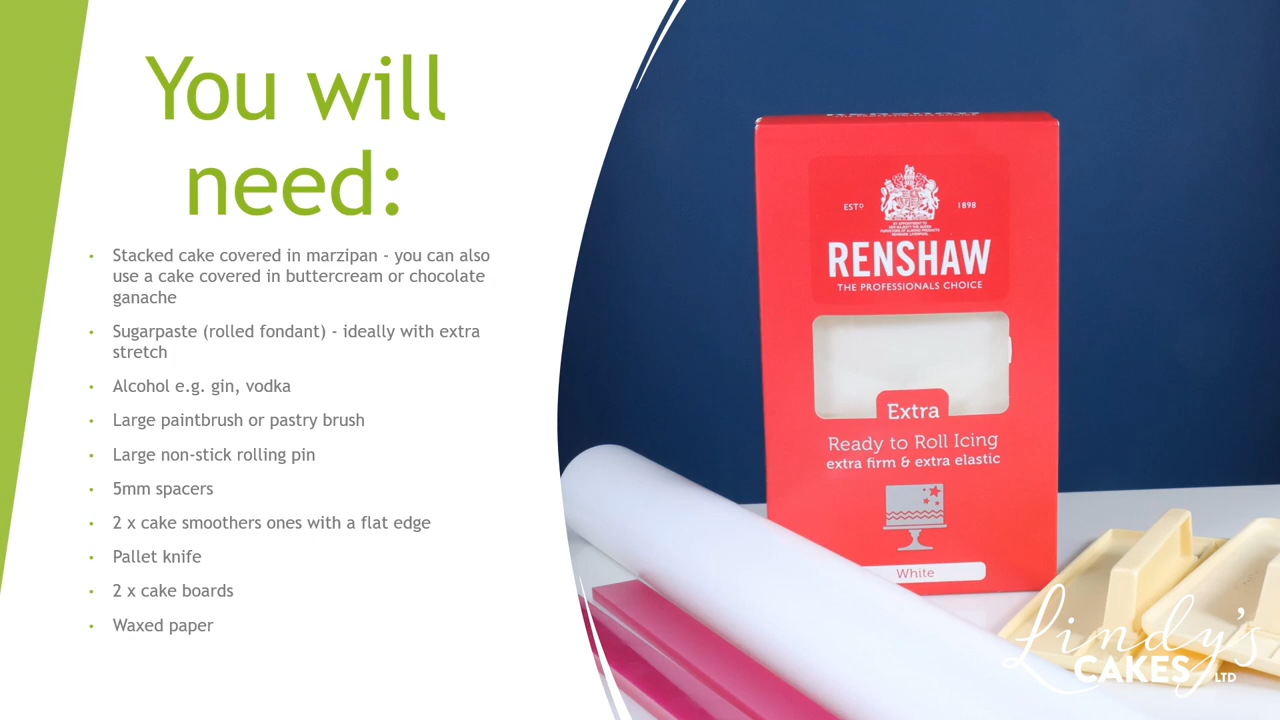 You will
need:
• Stacked cake covered in marzipan - you can also
use a cake covered in buttercream or chocolate
ganache
• Sugarpaste (rolled fondant) - ideally with extra
stretch
• Alcohol e.g. gin, vodka
• Large paintbrush or pastry brush
• Large non-stick rolling pin
• 5mm spacers
• 2 x cake smoothers ones with a flat edge
• Pallet knife
• 2 x cake boards
• Waxed paper
ESTD 1898
RENSHAW
THE PROFESSIONALS CHOICE
Extra
Ready to Roll Icing
extra firm & extra elastic
White
Lindy's
CAKES LTD